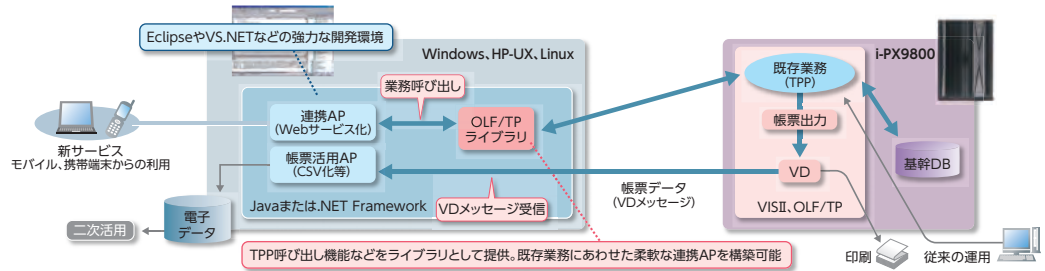 EclipseやVS.NETなどの強力な開発環境
Windows、HP-UX、Linux
i-PX9800
業務呼び出し
既存業務
(TPP)
連携AP
(Webサービス化)
OLF/TP
ライブラリ
帳票出力
新サービス
モバイル、携帯端末からの利用
帳票活用AP
(CSV化等)
基幹DB
VD
Javaまたは.NET Framework
VDメッセージ受信
帳票データ
(VDメッセージ)
VISⅡ、OLF/TP
電子
データ
二次活用
TPP呼び出し機能などをライブラリとして提供。既存業務にあわせた柔軟な連携APを構築可能
印刷
従来の運用